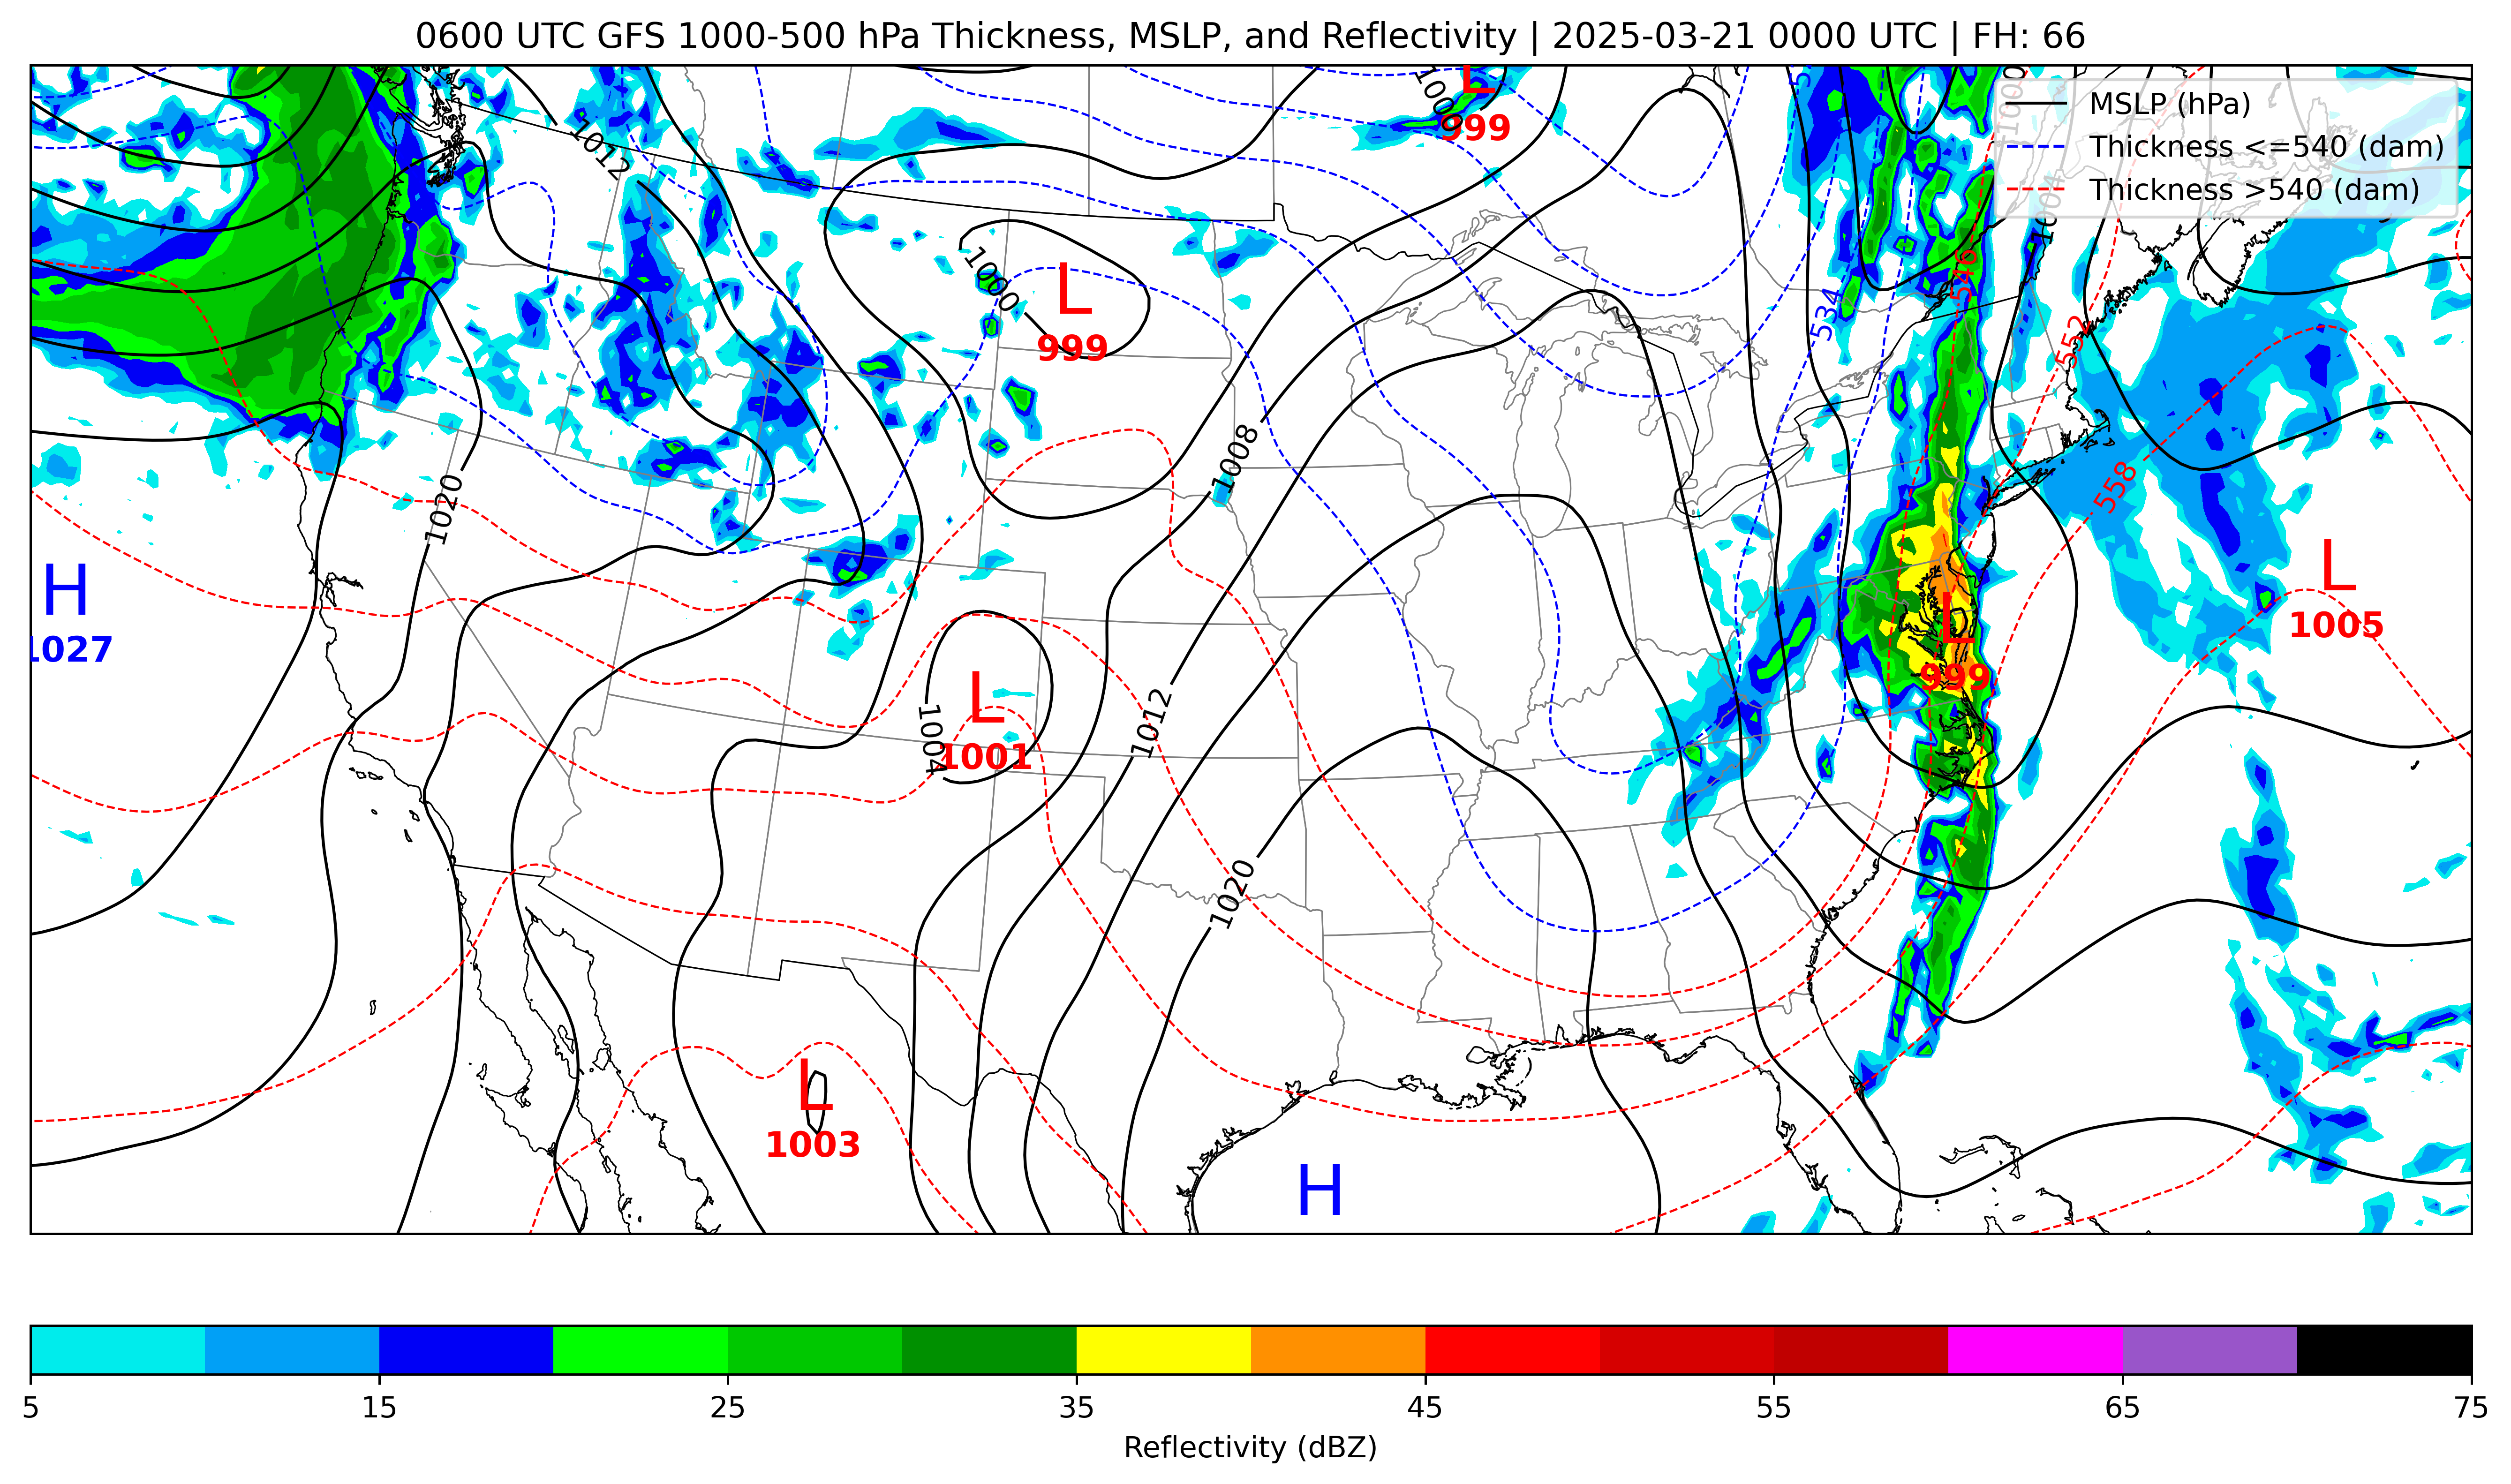 0600 UTC GFS 1000-500 hPa Thickness, MSLP, and Reflectivity | 2025-03-21 0000 UTC | FH: 66
MSLP (hPa)
Thickness <=540 (dam)
Thickness >540 (dam)
L
999
1012
1000
1004
546
534
552
L
999
1000
1008
558
1020
H
1027
L
1005
L
999
L
1001
1004
1012
1020
L
1003
H
5
15
25
35
45
55
65
75
Reflectivity (dBZ)